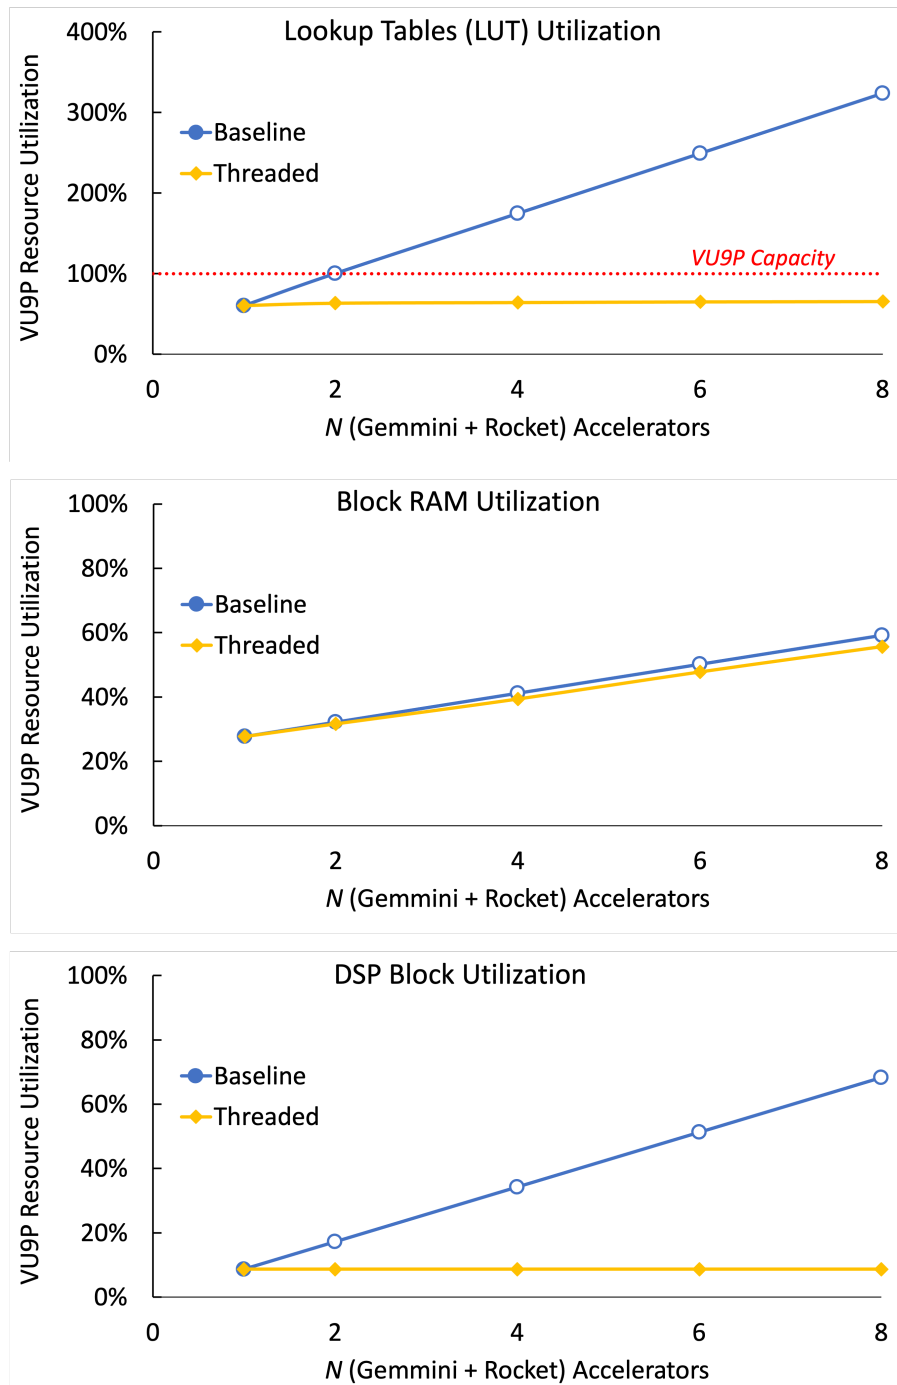 Lookup Tables (LUT) Utilization
VU9P Resource Utilization
400%
300%
200%
100%
0%
Baseline
Threaded
VU9P Capacity
0 2 4 6 8
N (Gemmini + Rocket) Accelerators
Block RAM Utilization
VU9P Resource Utilization
100%
80%
60%
40%
20%
0%
Baseline
Threaded
0 2 4 6 8
N (Gemmini + Rocket) Accelerators
DSP Block Utilization
VU9P Resource Utilization
100%
80%
60%
40%
20%
0%
Baseline
Threaded
0 2 4 6 8
N (Gemmini + Rocket) Accelerators